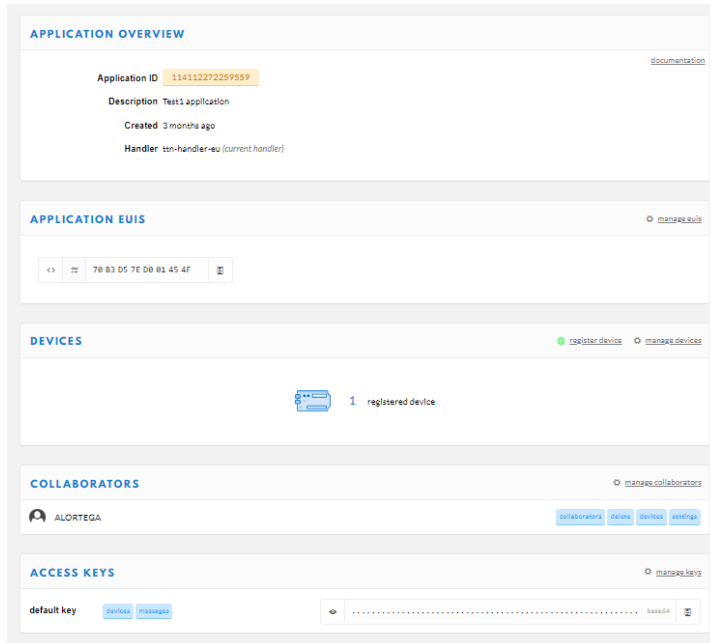 APPLICATION OVERVIEW
documentation
Application ID 114112272259559
Description Test1 application
Created 3 months ago
Handler ttn-handler-eu (current handler)
APPLICATION EUIS
manage euis
<> 70 B3 D5 7E D0 01 45 4F
DEVICES
register device manage devices
1 registered device
COLLABORATORS
manage collaborators
ALORTEGA collaborators delete devices settings
ACCESS KEYS
manage keys
default key devices messages base64